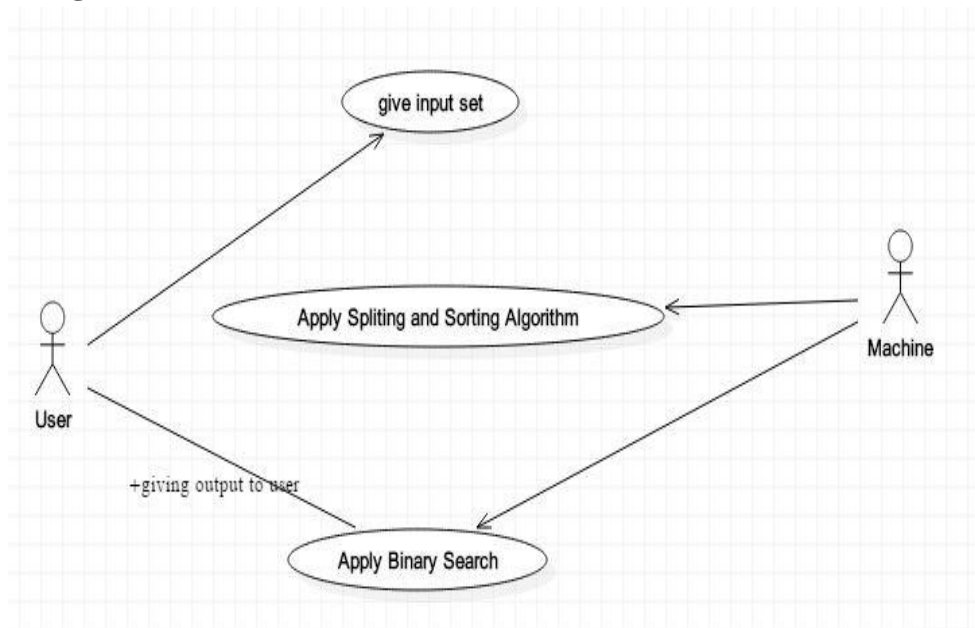 give input set
Apply Spliting and Sorting Algorithm
Machine
User
+giving output to user
Apply Binary Search